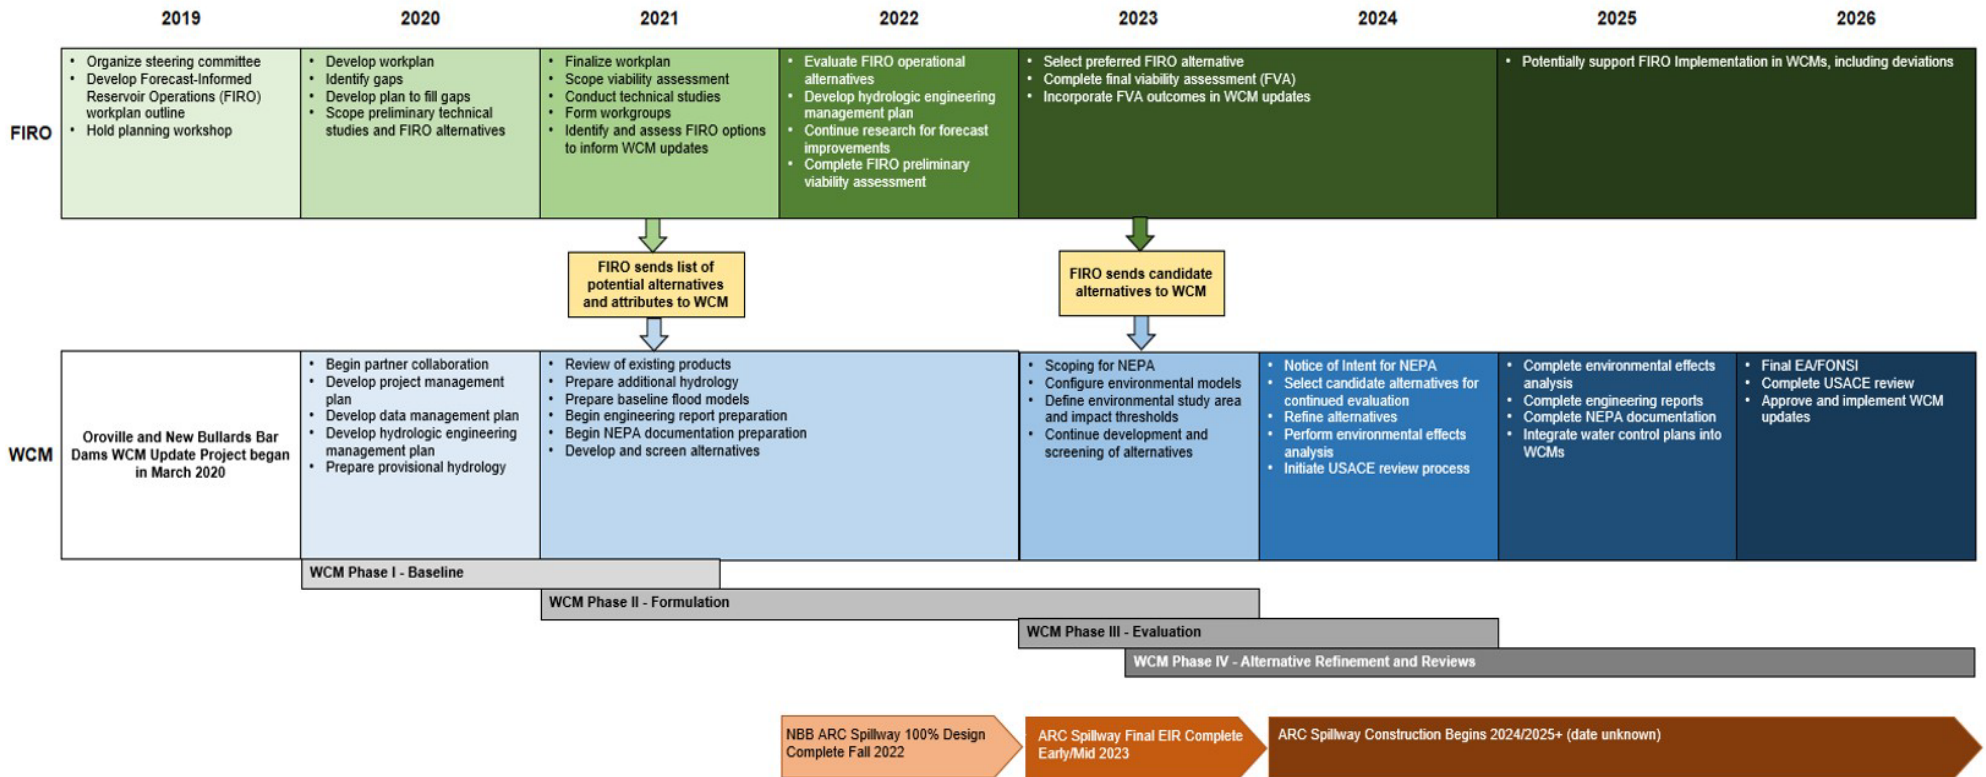 2019 2020 2021 2022 2023 2024 2025 2026
FIRO
• Organize steering committee
• Develop Forecast-Informed
Reservoir Operations (FIRO)
workplan outline
• Hold planning workshop
• Develop workplan
• Identify gaps
• Develop plan to fill gaps
• Scope preliminary technical
studies and FIRO alternatives
• Finalize workplan
• Scope viability assessment
• Conduct technical studies
• Form workgroups
• Identify and assess FIRO options
to inform WCM updates
• Evaluate FIRO operational
alternatives
• Develop hydrologic engineering
management plan
• Continue research for forecast
improvements
• Complete FIRO preliminary
viability assessment
• Select preferred FIRO alternative
• Complete final viability assessment (FVA)
• Incorporate FVA outcomes in WCM updates
• Potentially support FIRO Implementation in WCMs, including deviations
FIRO sends list of
potential alternatives
and attributes to WCM
FIRO sends candidate
alternatives to WCM
WCM
Oroville and New Bullards Bar
Dams WCM Update Project began
in March 2020
• Begin partner collaboration
• Develop project management
plan
• Develop data management plan
• Develop hydrologic engineering
management plan
• Prepare provisional hydrology
• Review of existing products
• Prepare additional hydrology
• Prepare baseline flood models
• Begin engineering report preparation
• Begin NEPA documentation preparation
• Develop and screen alternatives
• Scoping for NEPA
• Configure environmental models
• Define environmental study area
and impact thresholds
• Continue development and
screening of alternatives
• Notice of Intent for NEPA
• Select candidate alternatives for
continued evaluation
• Refine alternatives
• Perform environmental effects
analysis
• Initiate USACE review process
• Complete environmental effects
analysis
• Complete engineering reports
• Complete NEPA documentation
• Integrate water control plans into
WCMs
• Final EA/FONSI
• Complete USACE review
• Approve and implement WCM
updates
WCM Phase I - Baseline
WCM Phase II - Formulation
WCM Phase III - Evaluation
WCM Phase IV - Alternative Refinement and Reviews
NBB ARC Spillway 100% Design
Complete Fall 2022
ARC Spillway Final EIR Complete
Early/Mid 2023
ARC Spillway Construction Begins 2024/2025+ (date unknown)